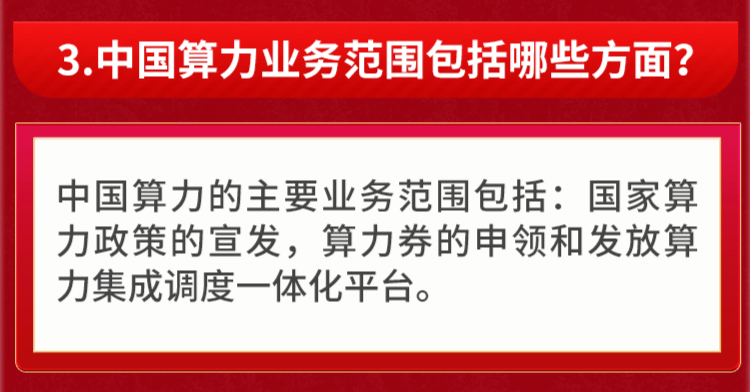 3.中国算力业务范围包括哪些方面？
中国算力的主要业务范围包括：国家算
力政策的宣发，算力券的申领和发放算
力集成调度一体化平台。